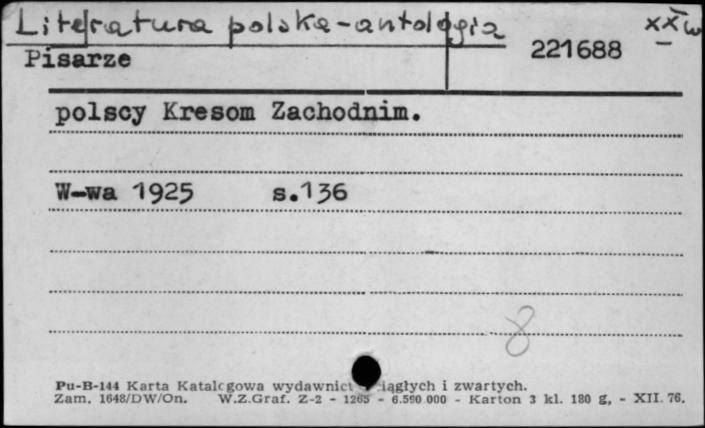 Literatura polska-antologia XX w
Pisarze 221688
polscy Kresom Zachodnim.
W-wa 1925 s.136
8
Pu-B-144 Karta Katalogowa ciągłych i zwartych.
Zam. 1648/DW/On. W.Z.Graf. Z-2 - 1265 - 6.590 000 - Karton 3 kl. 180 g, - XII. 76.